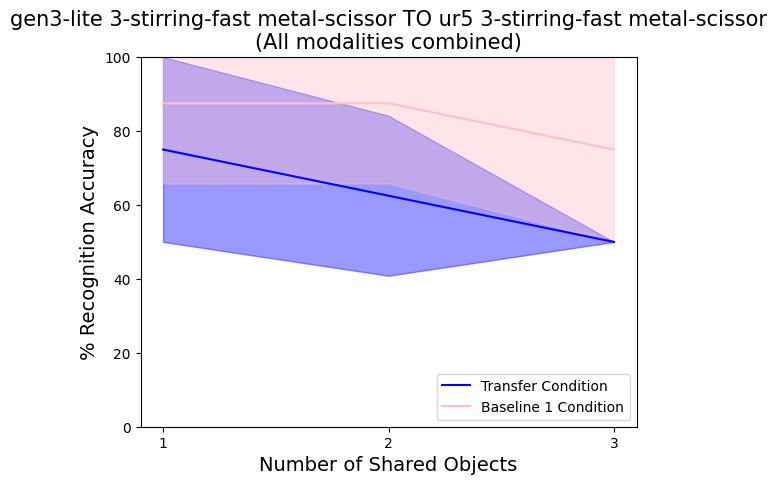 gen3-lite 3-stirring-fast metal-scissor TO ur5 3-stirring-fast metal-scissor
(All modalities combined)
% Recognition Accuracy
100
80
60
40
20
0
1
2
3
Number of Shared Objects
Transfer Condition
Baseline 1 Condition